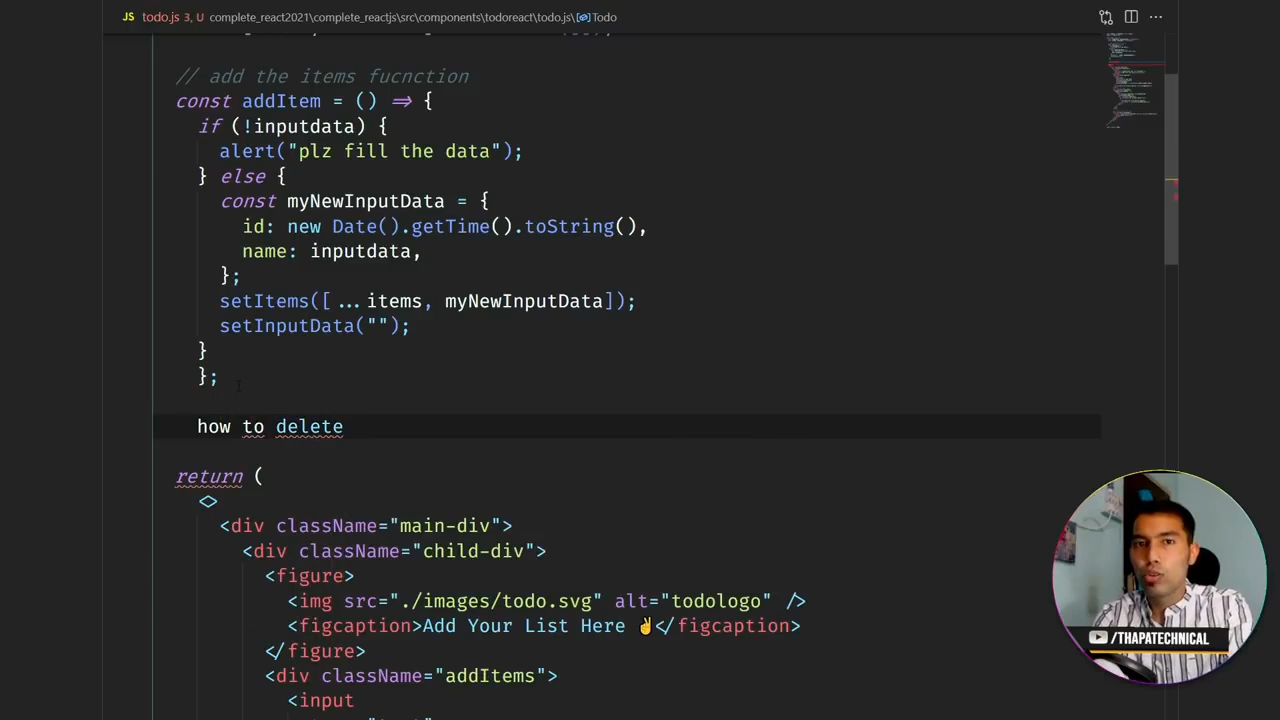 JS todo.js 3, U complete_react2021\complete_reactjs\src\components\todoreact\todo.js\Todo
// add the items fucnction
const addItem = () => {
if (!inputdata) {
alert("plz fill the data");
} else {
const myNewInputData = {
id: new Date().getTime().toString(),
name: inputdata,
};
setItems([...items, myNewInputData]);
setInputData("");
}
};
how to delete
return (
<>
<div className="main-div">
<div className="child-div">
<figure>
<img src="./images/todo.svg" alt="todologo" />
<figcaption>Add Your List Here ✌</figcaption>
</figure>
<div className="addItems">
<input
/THAPATECHNICAL